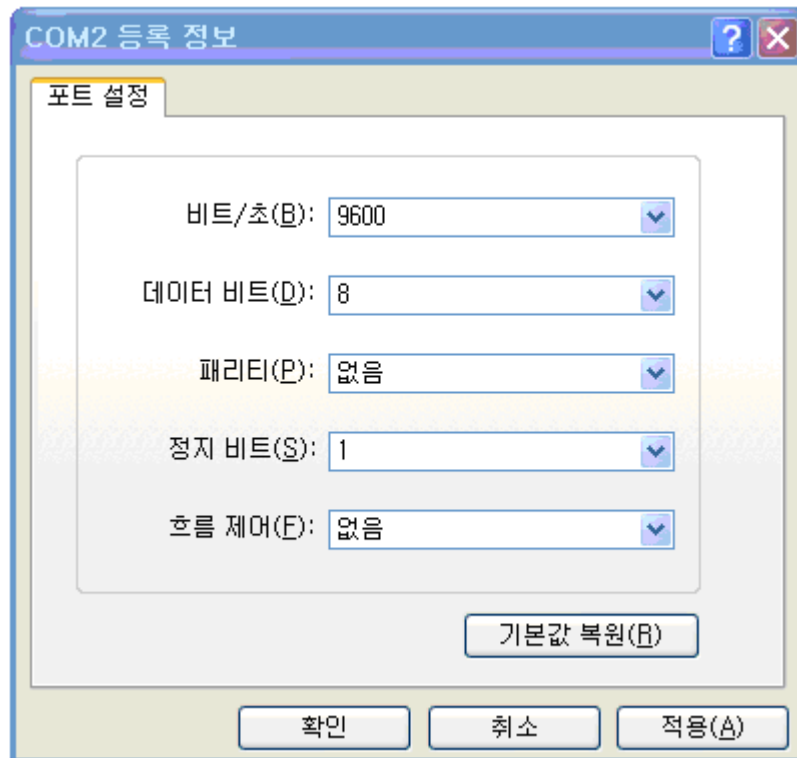 COM2 등록 정보
포트 설정
비트/초(B): 9600
데이터 비트(D): 8
패리티(P): 없음
정지 비트(S): 1
흐름 제어(F): 없음
기본값 복원(R)
확인 취소 적용(A)